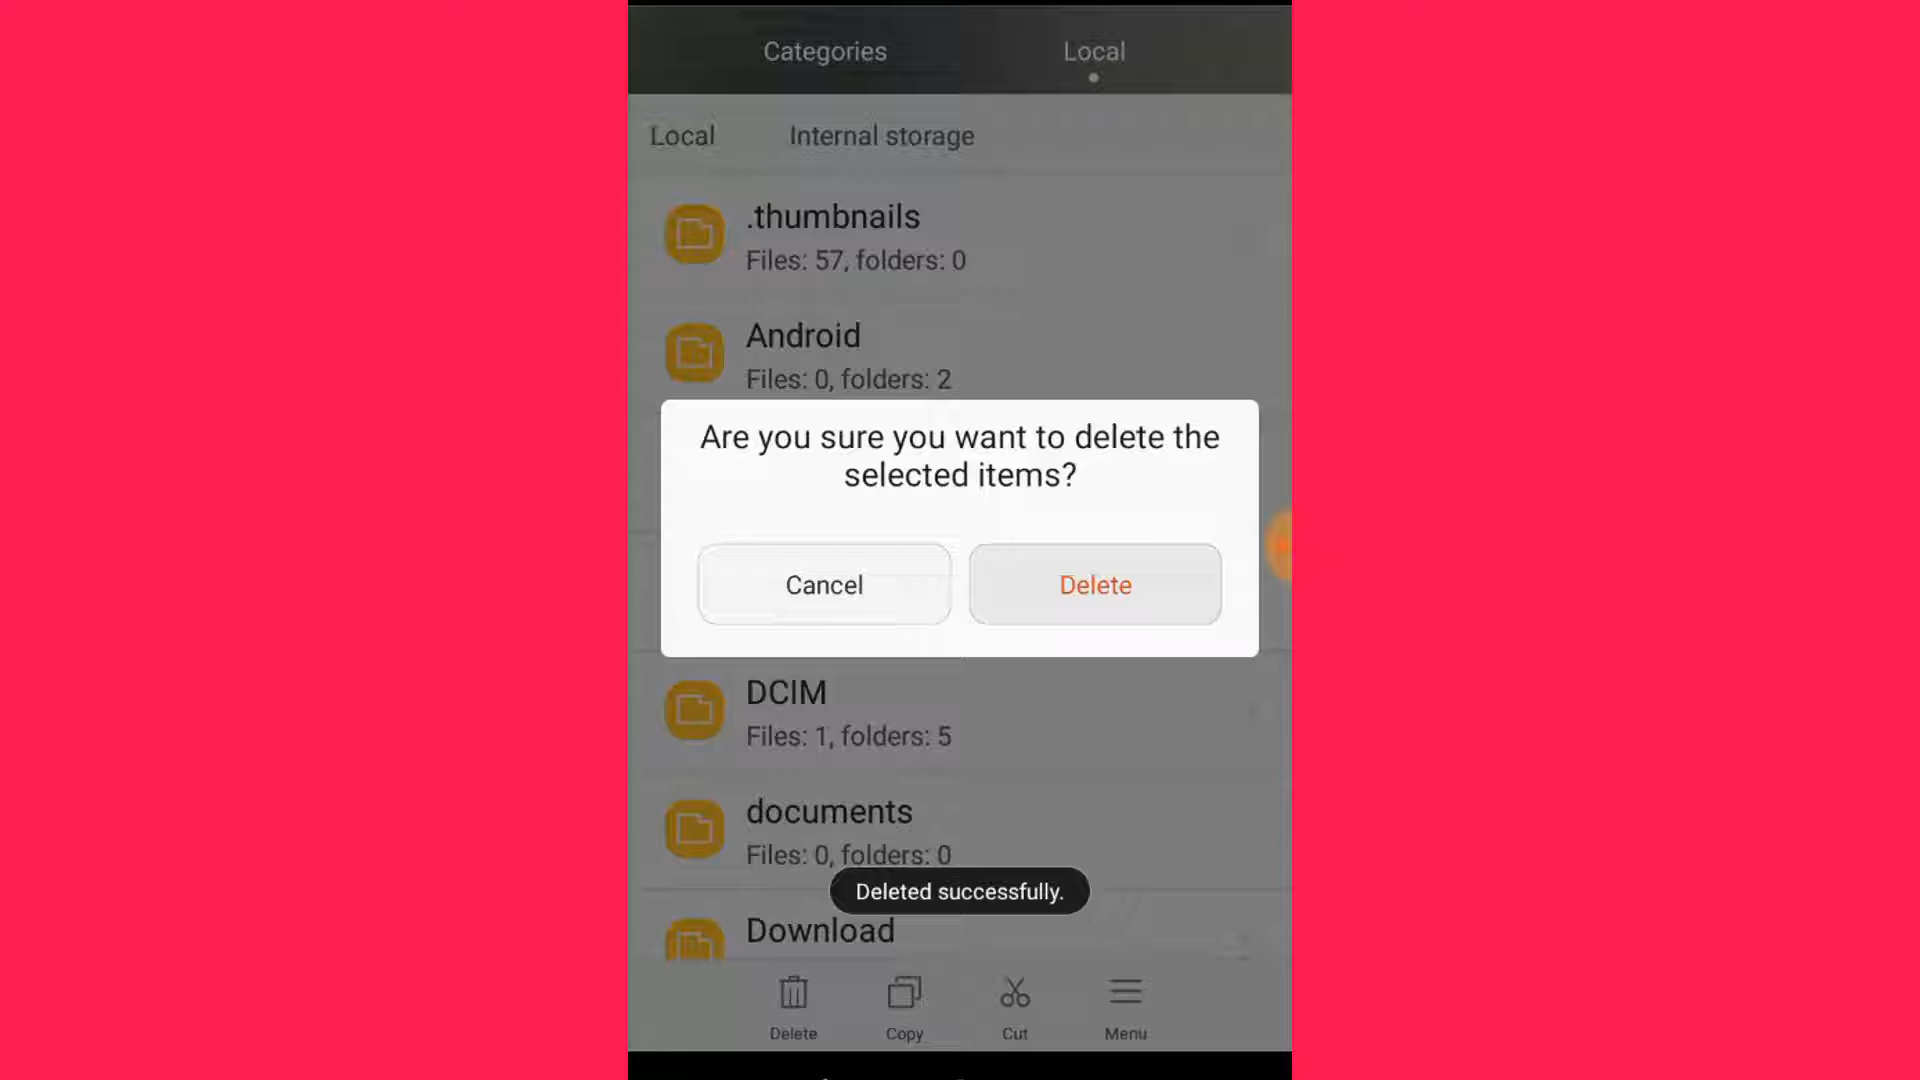 Categories Local
Local Internal storage
.thumbnails
Files: 57, folders: 0
Android
Files: 0, folders: 2
Are you sure you want to delete the
selected items?
Cancel Delete
DCIM
Files: 1, folders: 5
documents
Files: 0, folders: 0
Deleted successfully.
Download
Delete Copy Cut Menu